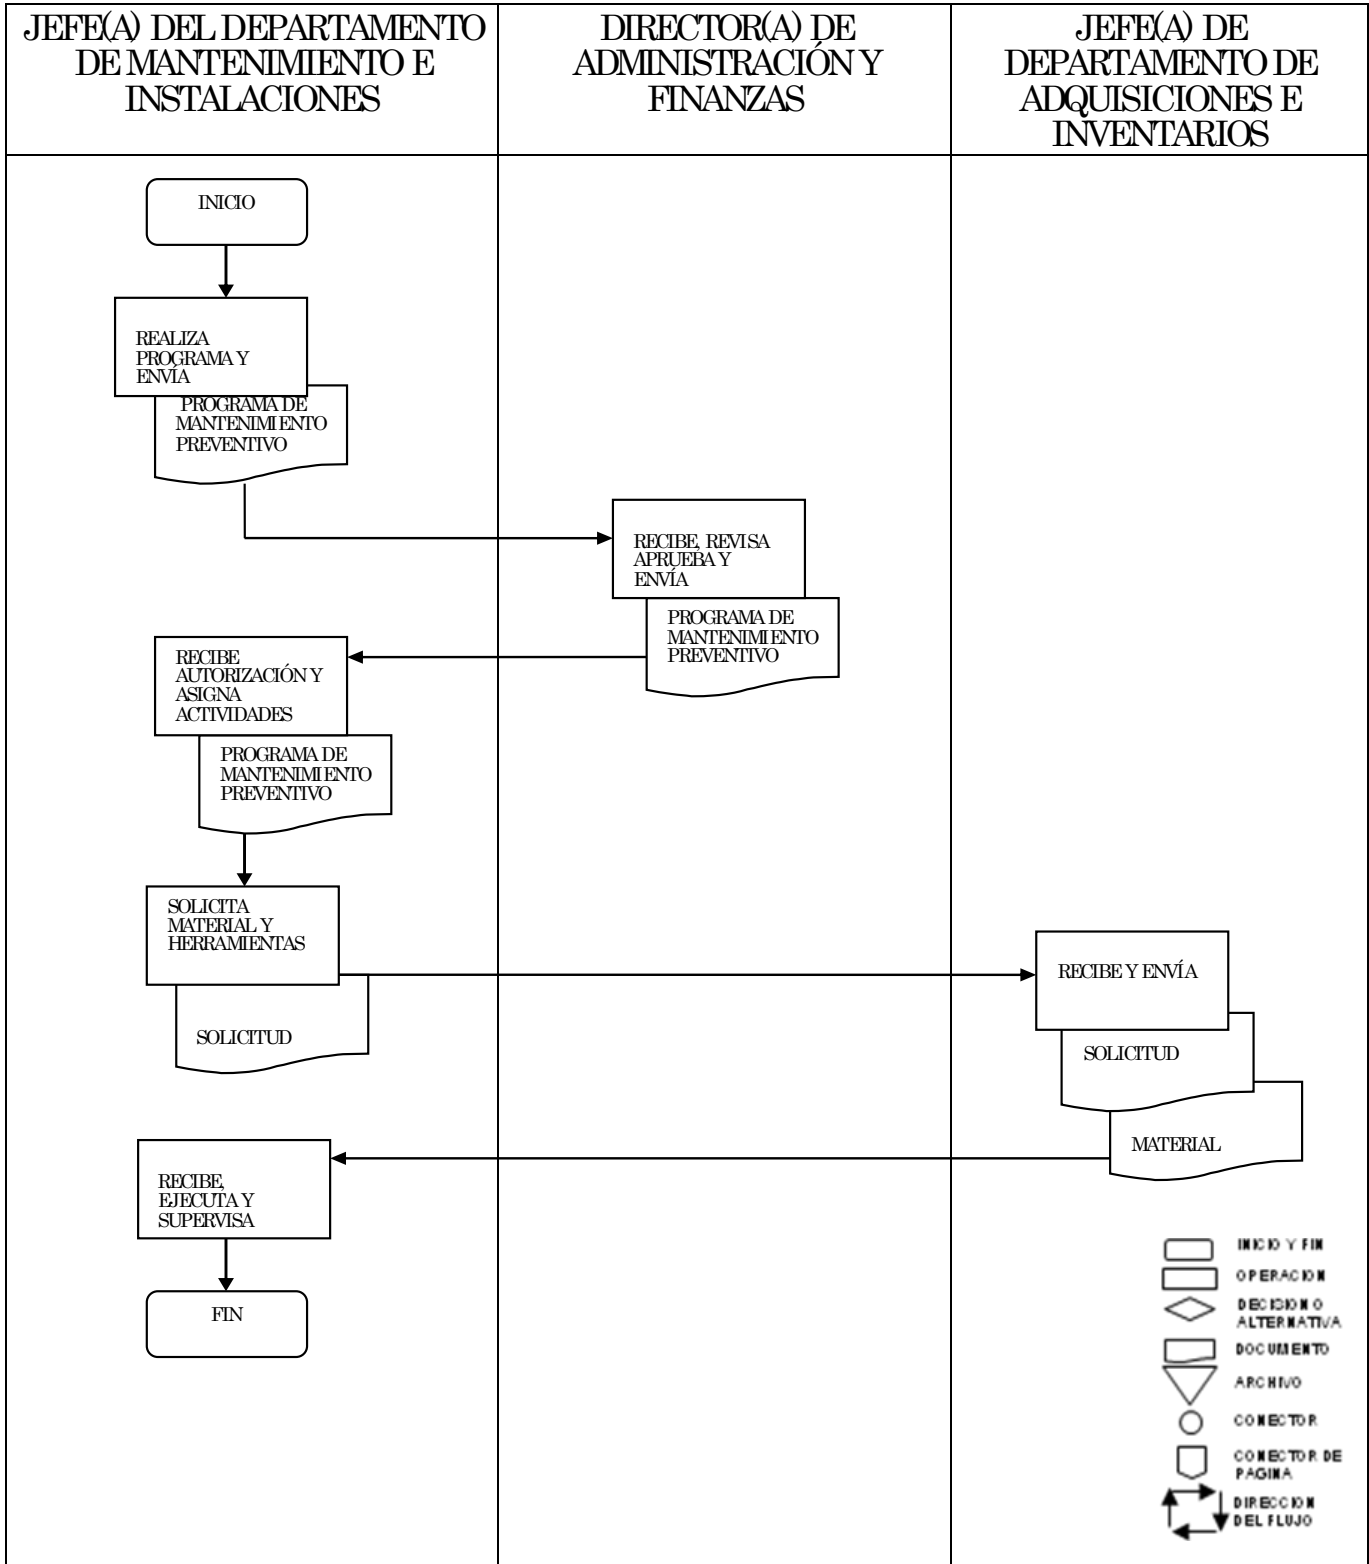 JEFE(A) DEL DEPARTAMENTO
DE MANTENIMIENTO E
INSTALACIONES
DIRECTOR(A) DE
ADMINISTRACIÓN Y
FINANZAS
JEFE(A) DE
DEPARTAMENTO DE
ADQUISICIONES E
INVENTARIOS
INICIO
REALIZA
PROGRAMA Y
ENVÍA
PROGRAMA DE
MANTENIMIENTO
PREVENTIVO
RECIBE, REVISA
APRUEBA Y
ENVÍA
PROGRAMA DE
MANTENIMIENTO
PREVENTIVO
RECIBE
AUTORIZACIÓN Y
ASIGNA
ACTIVIDADES
PROGRAMA DE
MANTENIMIENTO
PREVENTIVO
SOLICITA
MATERIAL Y
HERRAMIENTAS
SOLICITUD
RECIBE Y ENVÍA
SOLICITUD
MATERIAL
RECIBE,
EJECUTA Y
SUPERVISA
FIN
INICIO Y FIN
OPERACION
DECISION O
ALTERNATIVA
DOCUMENTO
ARCHIVO
CONECTOR
CONECTOR DE
PAGINA
DIRECCION
DEL FLUJO